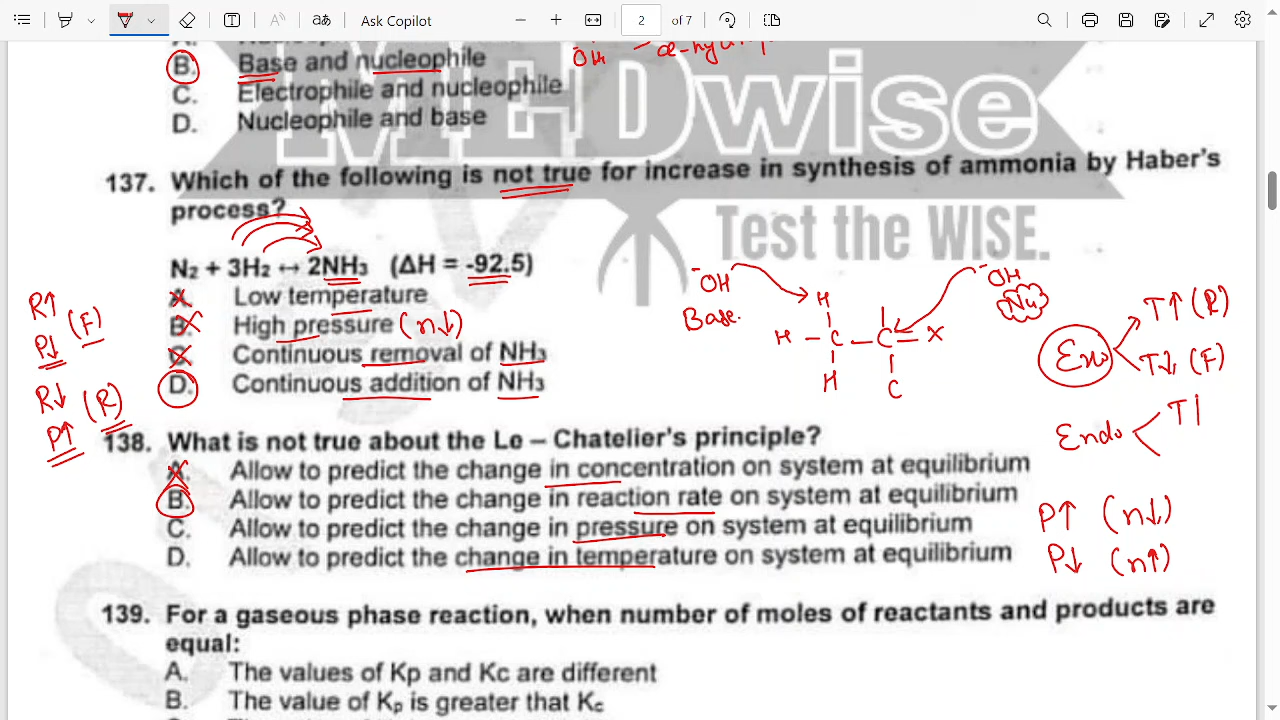 Ask Copilot
2 of 7
B. Base and nucleophile
C. Electrophile and nucleophile
D. Nucleophile and base
MEDwise
Test the WISE.
137. Which of the following is not true for increase in synthesis of ammonia by Haber's
process?
N₂ + 3H₂ ↔ 2NH₃ (ΔH = -92.5)
A. Low temperature
B. High pressure (n↓)
C. Continuous removal of NH₃
D. Continuous addition of NH₃
R↑
P↓ (F)
R↓
P↑ (R)
⁻OH
Base.
H
H – C – C = X
H C
⁻OH
Nu
Exo
T↑ (R)
T↓ (F)
Endo
T
138. What is not true about the Le – Chatelier's principle?
A. Allow to predict the change in concentration on system at equilibrium
B. Allow to predict the change in reaction rate on system at equilibrium
C. Allow to predict the change in pressure on system at equilibrium
D. Allow to predict the change in temperature on system at equilibrium
P↑ (n↓)
P↓ (n↑)
139. For a gaseous phase reaction, when number of moles of reactants and products are
equal:
A. The values of Kp and Kc are different
B. The value of Kₚ is greater that K꜀